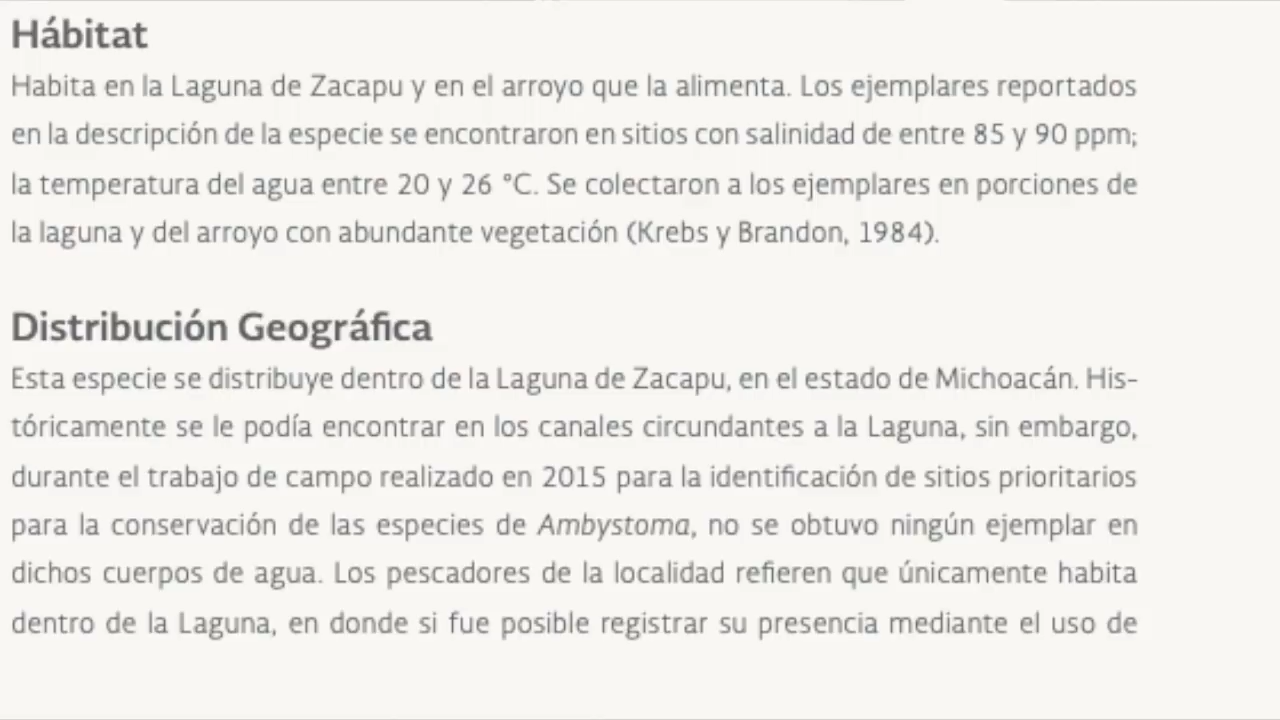 Hábitat
Habita en la Laguna de Zacapu y en el arroyo que la alimenta. Los ejemplares reportados
en la descripción de la especie se encontraron en sitios con salinidad de entre 85 y 90 ppm;
la temperatura del agua entre 20 y 26 °C. Se colectaron a los ejemplares en porciones de
la laguna y del arroyo con abundante vegetación (Krebs y Brandon, 1984).
Distribución Geográfica
Esta especie se distribuye dentro de la Laguna de Zacapu, en el estado de Michoacán. His-
tóricamente se le podía encontrar en los canales circundantes a la Laguna, sin embargo,
durante el trabajo de campo realizado en 2015 para la identificación de sitios prioritarios
para la conservación de las especies de Ambystoma, no se obtuvo ningún ejemplar en
dichos cuerpos de agua. Los pescadores de la localidad refieren que únicamente habita
dentro de la Laguna, en donde si fue posible registrar su presencia mediante el uso de